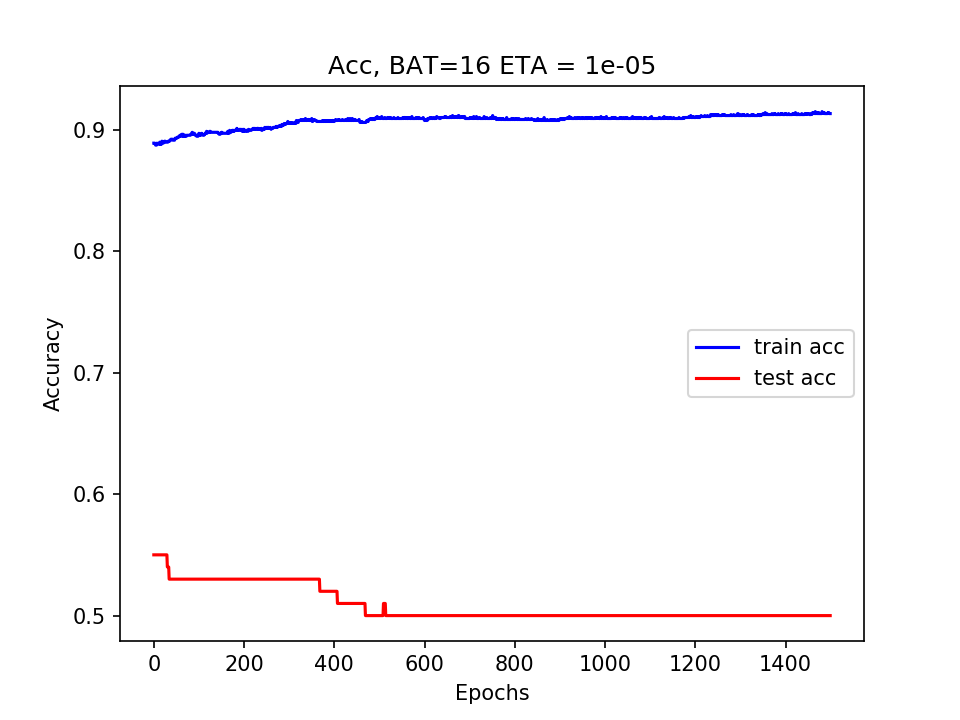 Acc, BAT=16 ETA = 1e-05
Accuracy
0.9
0.8
0.7
0.6
0.5
train acc
test acc
0 200 400 600 800 1000 1200 1400
Epochs